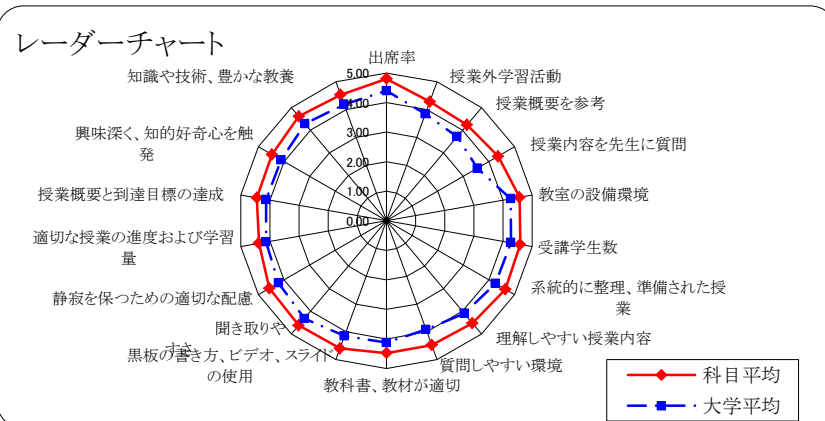 レーダーチャート
出席率
授業外学習活動
授業概要を参考
授業内容を先生に質問
教室の設備環境
受講学生数
系統的に整理、準備された授
業
理解しやすい授業内容
質問しやすい環境
教科書、教材が適切
黒板の書き方、ビデオ、スライド
の使用
聞き取りや
すさ
静寂を保つための適切な配慮
適切な授業の進度および学習
量
授業概要と到達目標の達成
興味深く、知的好奇心を触
発
知識や技術、豊かな教養
5.00
4.00
3.00
2.00
1.00
0.00
科目平均
大学平均